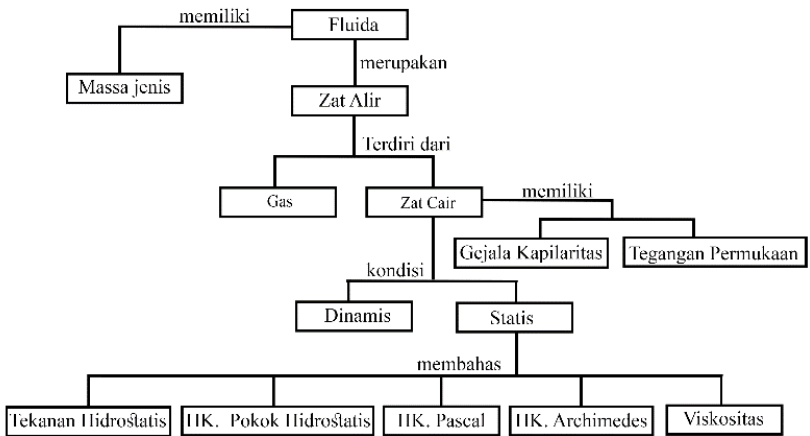 memiliki
Fluida
merupakan
Massa jenis
Zat Alir
Terdiri dari
Gas
Zat Cair
memiliki
Gejala Kapilaritas
Tegangan Permukaan
kondisi
Dinamis
Statis
membahas
Tekanan Hidrostatis
HK. Pokok Hidrostatis
HK. Pascal
HK. Archimedes
Viskositas